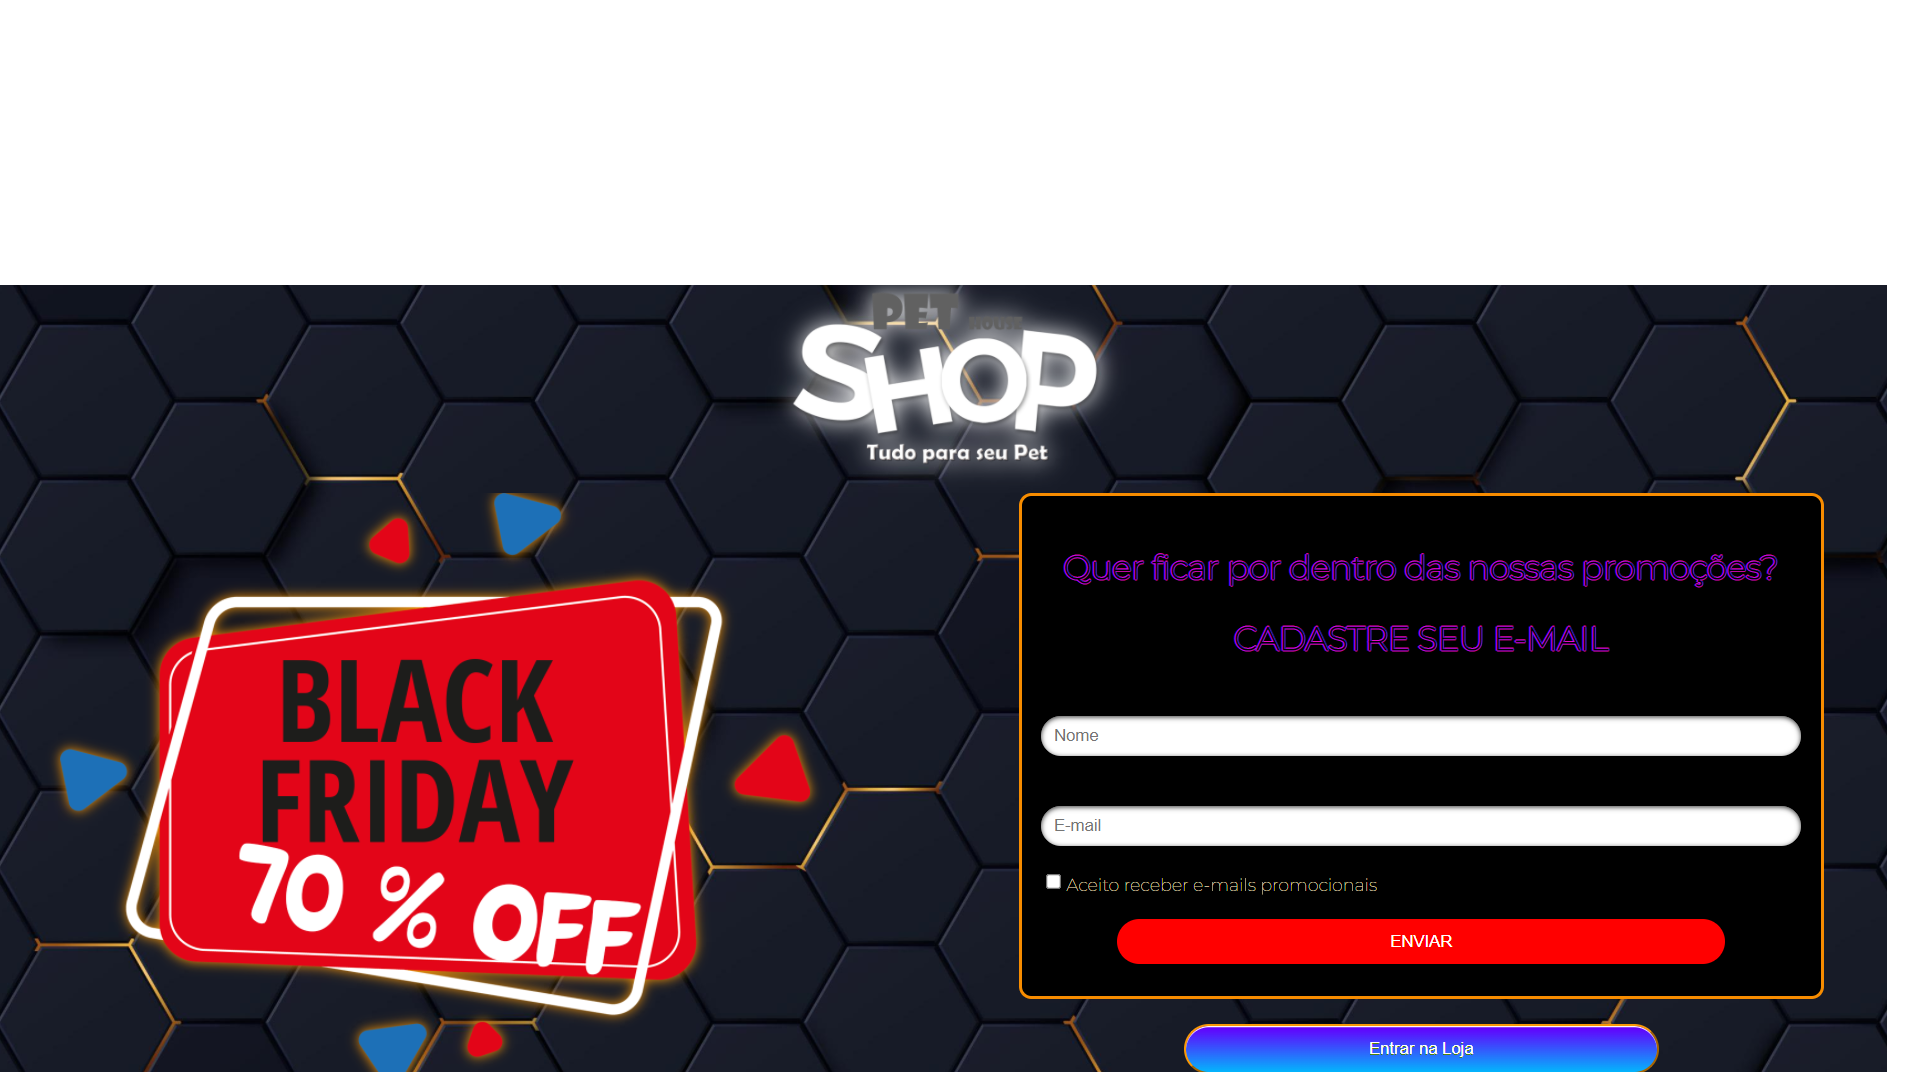 PET HOUSE
SHOP
Tudo para seu Pet
BLACK
FRIDAY
70 % OFF
Quer ficar por dentro das nossas promoções?
CADASTRE SEU E-MAIL
Nome
E-mail
Aceito receber e-mails promocionais
ENVIAR
Entrar na Loja